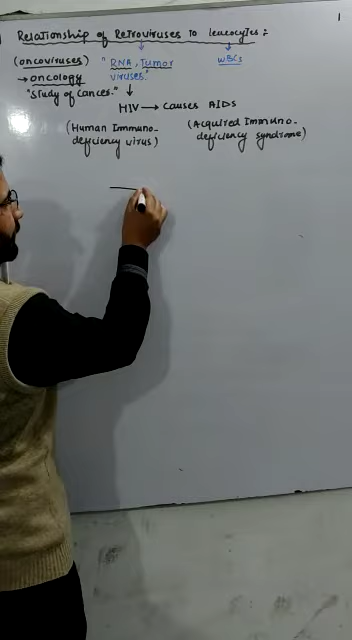 1
Relationship of Retroviruses to leucocytes :
(oncoviruses) " RNA, Tumor WBCs
→ oncology viruses."
"Study of Cancer."
HIV → Causes AIDS
(Human Immuno- (Acquired Immuno-
deficiency virus) deficiency syndrome)